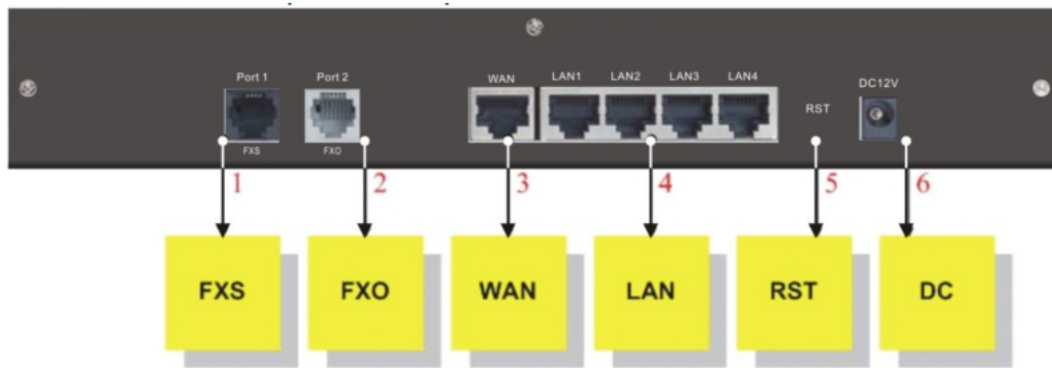 Port 1 Port 2 WAN LAN1 LAN2 LAN3 LAN4 RST DC12V
FXS FXO
1 2 3 4 5 6
FXS FXO WAN LAN RST DC